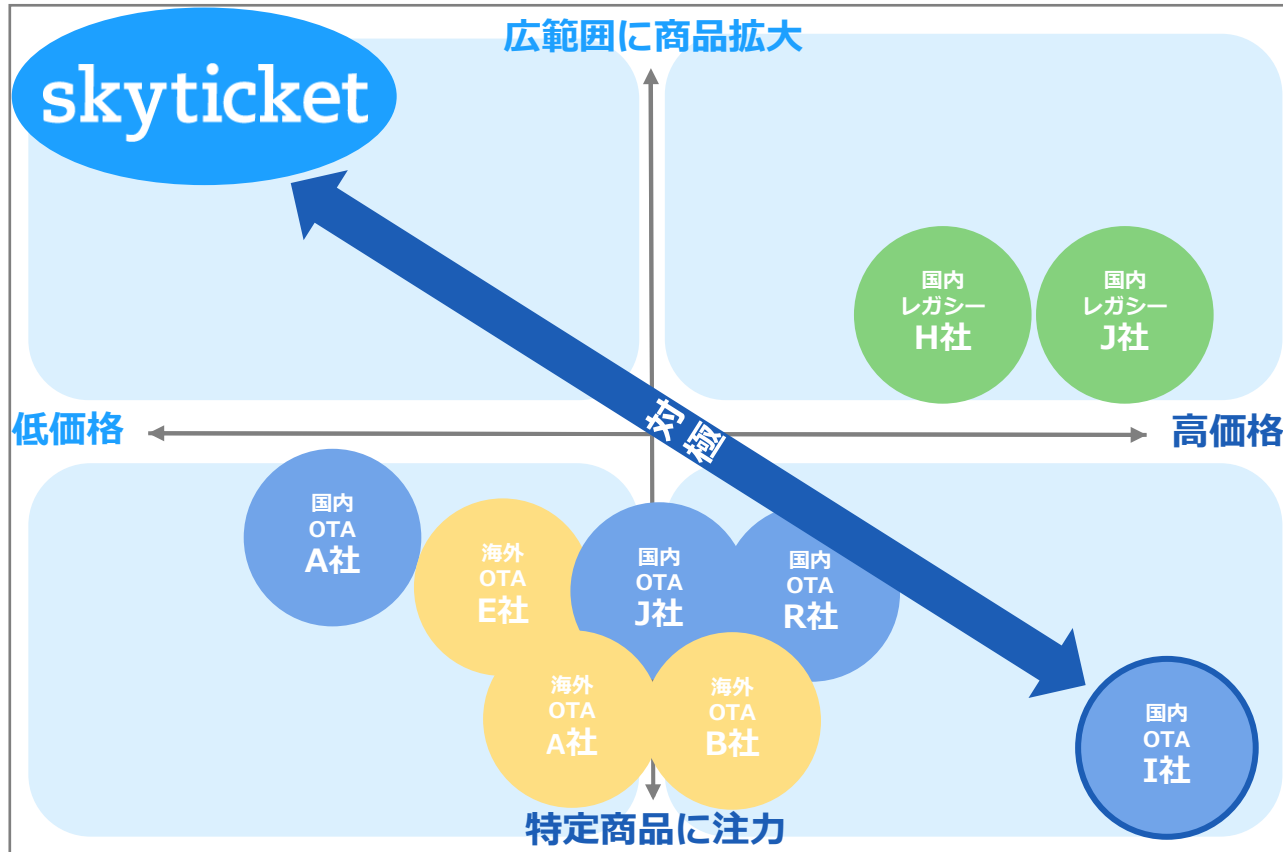 広範囲に商品拡大
skyticket
国内
レガシー
H社
国内
レガシー
J社
低価格
対極
高価格
国内
OTA
A社
海外
OTA
E社
国内
OTA
J社
国内
OTA
R社
海外
OTA
A社
海外
OTA
B社
国内
OTA
I社
特定商品に注力